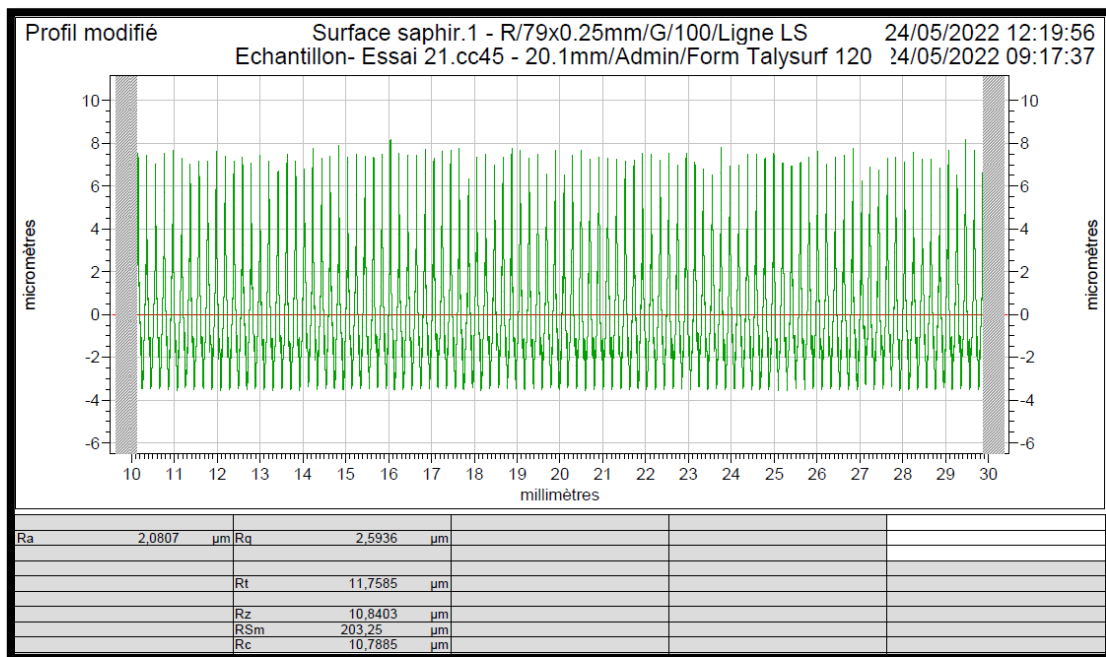 Profil modifié Surface saphir.1 - R/79x0.25mm/G/100/Ligne LS 24/05/2022 12:19:56
Echantillon- Essai 21.cc45 - 20.1mm/Admin/Form Talysurf 120 24/05/2022 09:17:37
micromètres
10 10
8 8
6 6
4 4
2 2
0 0
-2 -2
-4 -4
-6 -6
micromètres
10 11 12 13 14 15 16 17 18 19 20 21 22 23 24 25 26 27 28 29 30
millimètres
Ra 2,0807 µm Rq 2,5936 µm
Rt 11,7585 µm
Rz 10,8403 µm
RSm 203,25 µm
Rc 10,7885 µm